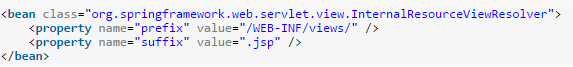 <bean class="org.springframework.web.servlet.view.InternalResourceViewResolver">
    <property name="prefix" value="/WEB-INF/views/" />
    <property name="suffix" value=".jsp" />
</bean>